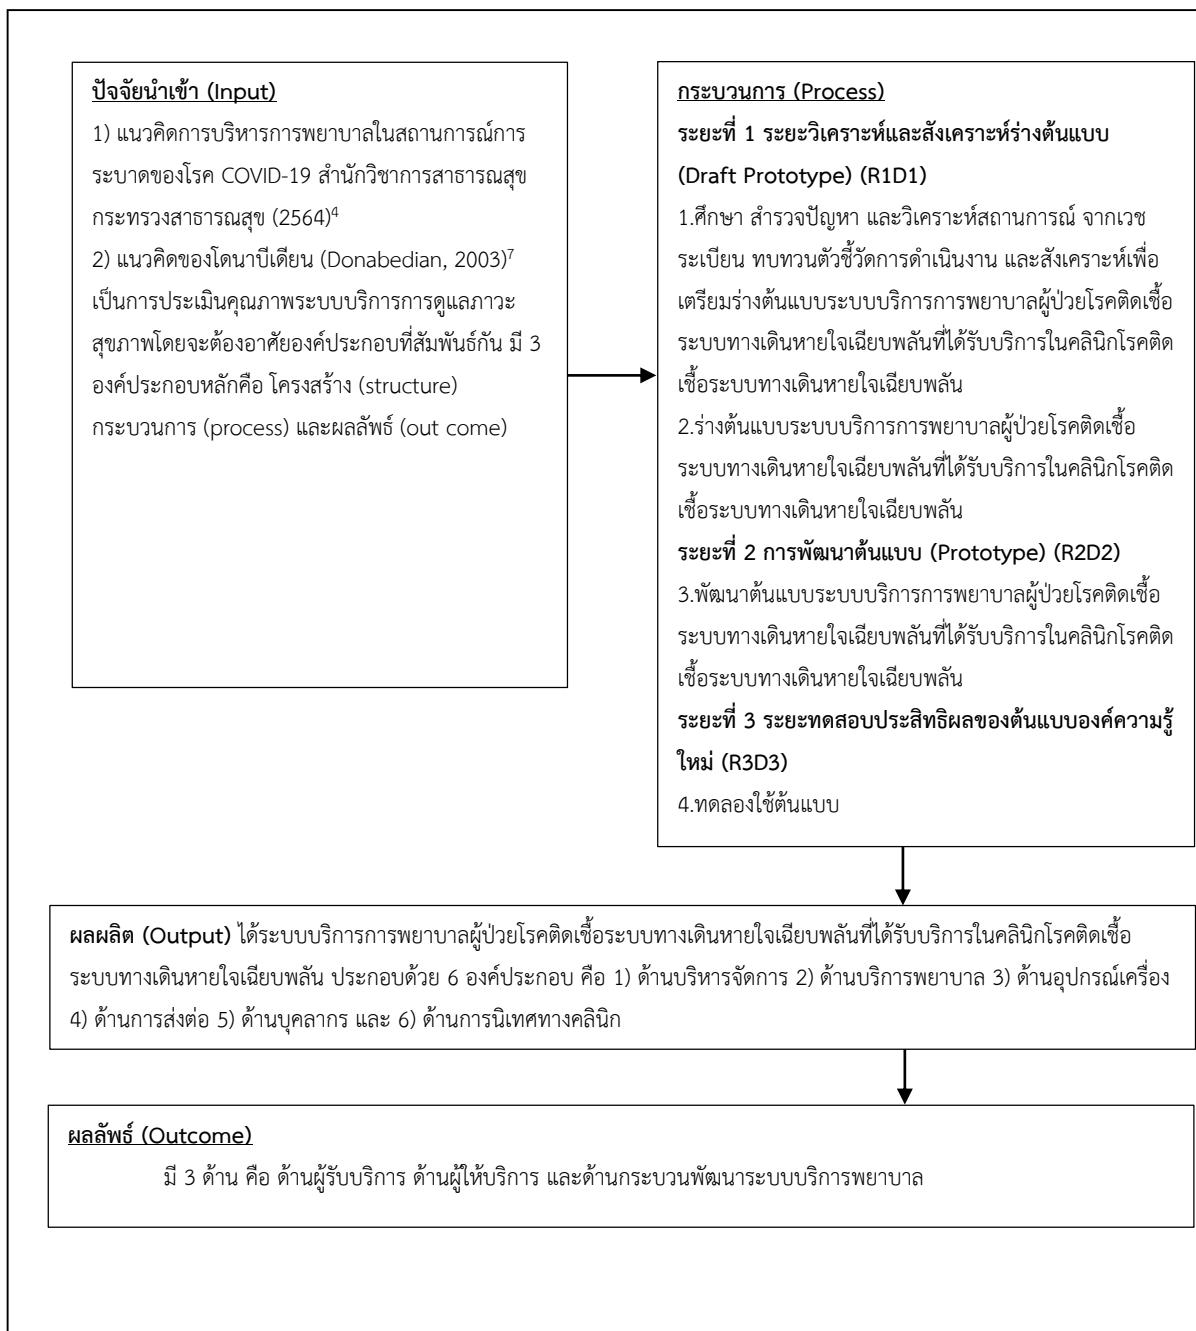 ปัจจัยนำเข้า (Input)
1) แนวคิดการบริหารการพยาบาลในสถานการณ์การ
ระบาดของโรค COVID-19 สำนักวิชาการสาธารณสุข
กระทรวงสาธารณสุข (2564)⁴
2) แนวคิดของโดนาบีเดียน (Donabedian, 2003)⁷
เป็นการประเมินคุณภาพระบบบริการการดูแลภาวะ
สุขภาพโดยจะต้องอาศัยองค์ประกอบที่สัมพันธ์กัน มี 3
องค์ประกอบหลักคือ โครงสร้าง (structure)
กระบวนการ (process) และผลลัพธ์ (out come)
กระบวนการ (Process)
ระยะที่ 1 ระยะวิเคราะห์และสังเคราะห์ร่างต้นแบบ
(Draft Prototype) (R1D1)
1.ศึกษา สำรวจปัญหา และวิเคราะห์สถานการณ์ จากเวช
ระเบียน ทบทวนตัวชี้วัดการดำเนินงาน และสังเคราะห์เพื่อ
เตรียมร่างต้นแบบระบบบริการการพยาบาลผู้ป่วยโรคติดเชื้อ
ระบบทางเดินหายใจเฉียบพลันที่ได้รับบริการในคลินิกโรคติด
เชื้อระบบทางเดินหายใจเฉียบพลัน
2.ร่างต้นแบบระบบบริการการพยาบาลผู้ป่วยโรคติดเชื้อ
ระบบทางเดินหายใจเฉียบพลันที่ได้รับบริการในคลินิกโรคติด
เชื้อระบบทางเดินหายใจเฉียบพลัน
ระยะที่ 2 การพัฒนาต้นแบบ (Prototype) (R2D2)
3.พัฒนาต้นแบบระบบบริการการพยาบาลผู้ป่วยโรคติดเชื้อ
ระบบทางเดินหายใจเฉียบพลันที่ได้รับบริการในคลินิกโรคติด
เชื้อระบบทางเดินหายใจเฉียบพลัน
ระยะที่ 3 ระยะทดสอบประสิทธิผลของต้นแบบองค์ความรู้
ใหม่ (R3D3)
4.ทดลองใช้ต้นแบบ
ผลผลิต (Output) ได้ระบบบริการการพยาบาลผู้ป่วยโรคติดเชื้อระบบทางเดินหายใจเฉียบพลันที่ได้รับบริการในคลินิกโรคติดเชื้อ
ระบบทางเดินหายใจเฉียบพลัน ประกอบด้วย 6 องค์ประกอบ คือ 1) ด้านบริหารจัดการ 2) ด้านบริการพยาบาล 3) ด้านอุปกรณ์เครื่อง
4) ด้านการส่งต่อ 5) ด้านบุคลากร และ 6) ด้านการนิเทศทางคลินิก
ผลลัพธ์ (Outcome)
มี 3 ด้าน คือ ด้านผู้รับบริการ ด้านผู้ให้บริการ และด้านกระบวนพัฒนาระบบบริการพยาบาล